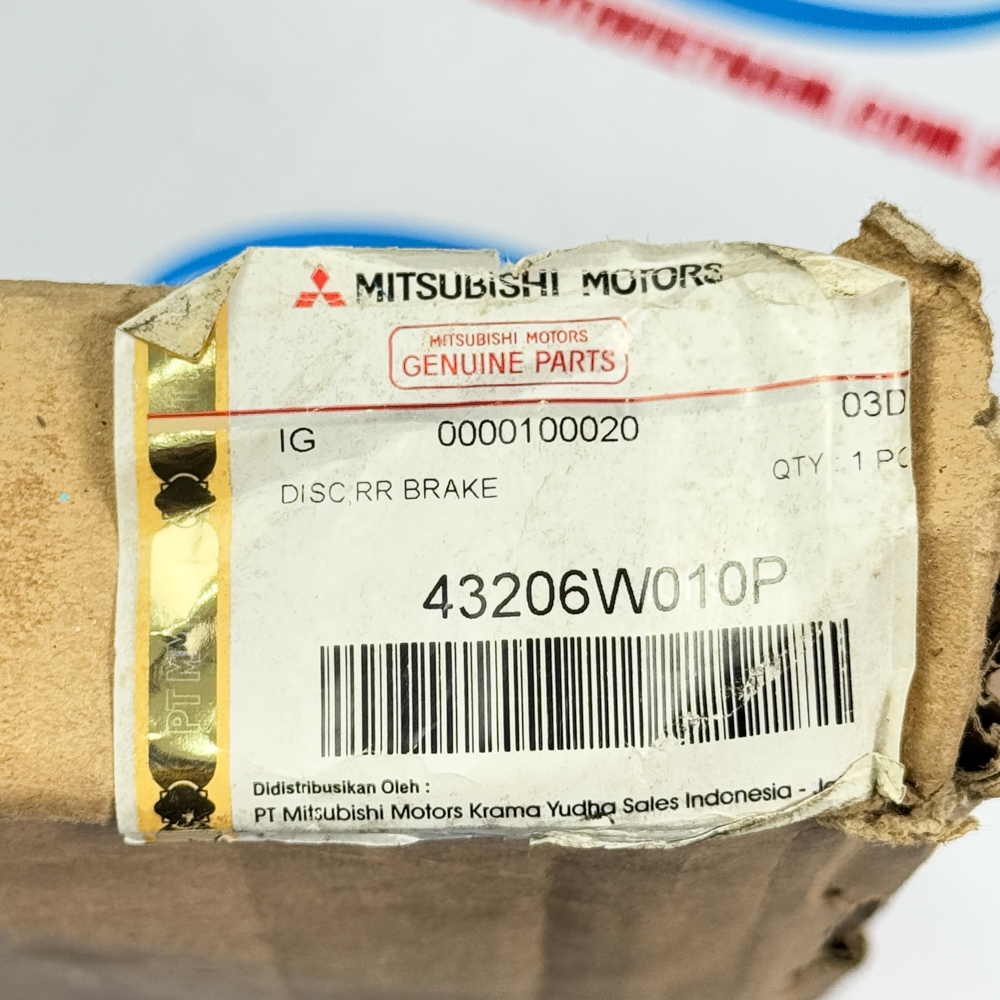 MITSUBISHI MOTORS
MITSUBISHI MOTORS
GENUINE PARTS
IG 0000100020 03D
DISC,RR BRAKE QTY : 1 PC
43206W010P
Didistribusikan Oleh :
PT Mitsubishi Motors Krama Yudha Sales Indonesia -
PT M